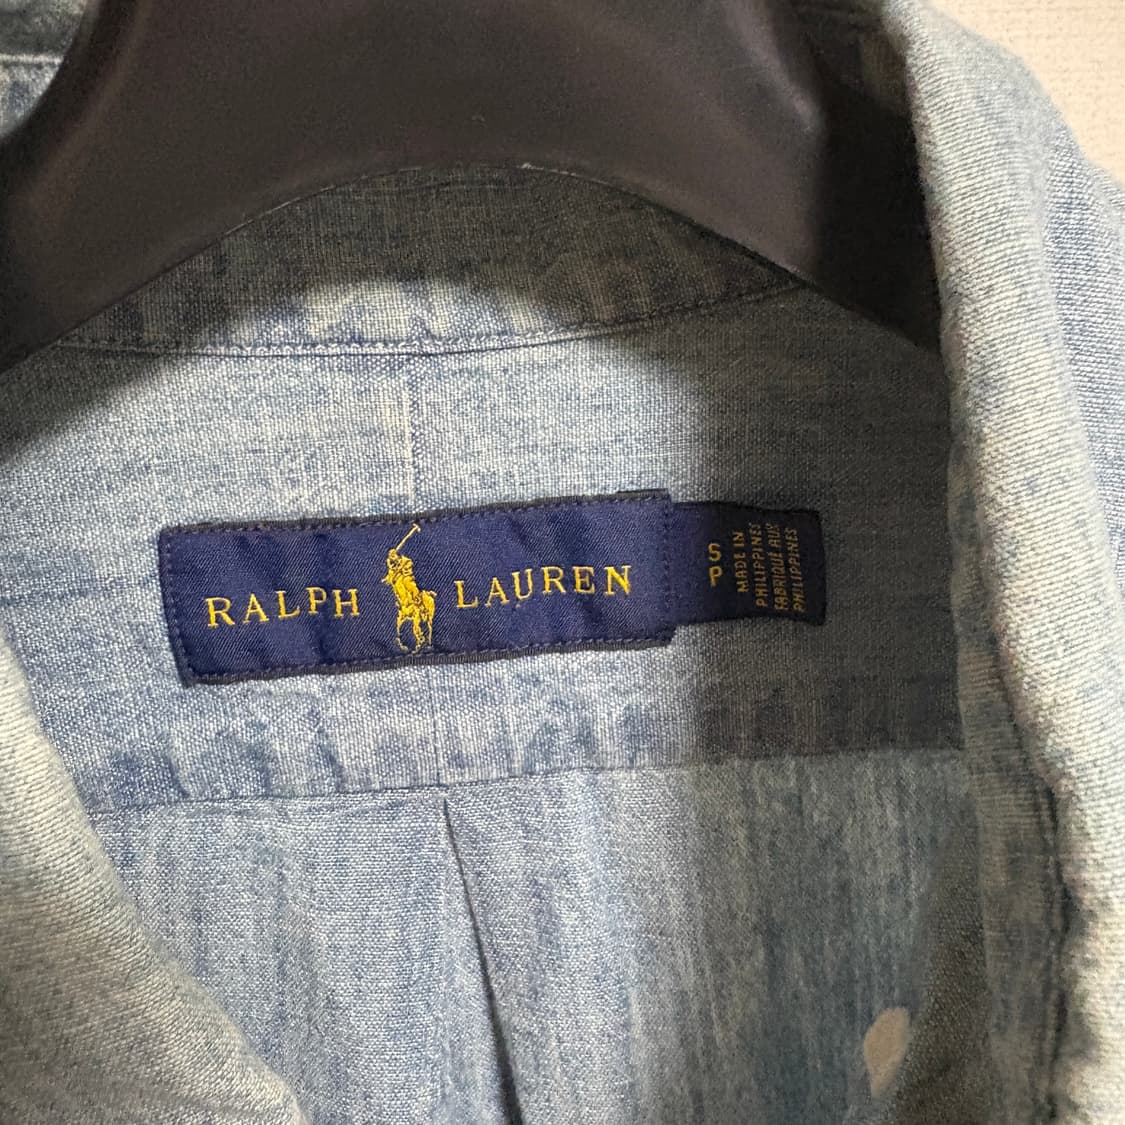 RALPH LAUREN
S
P
MADE IN
PHILIPPINES
FABRIQUÉ AUX
PHILIPPINES